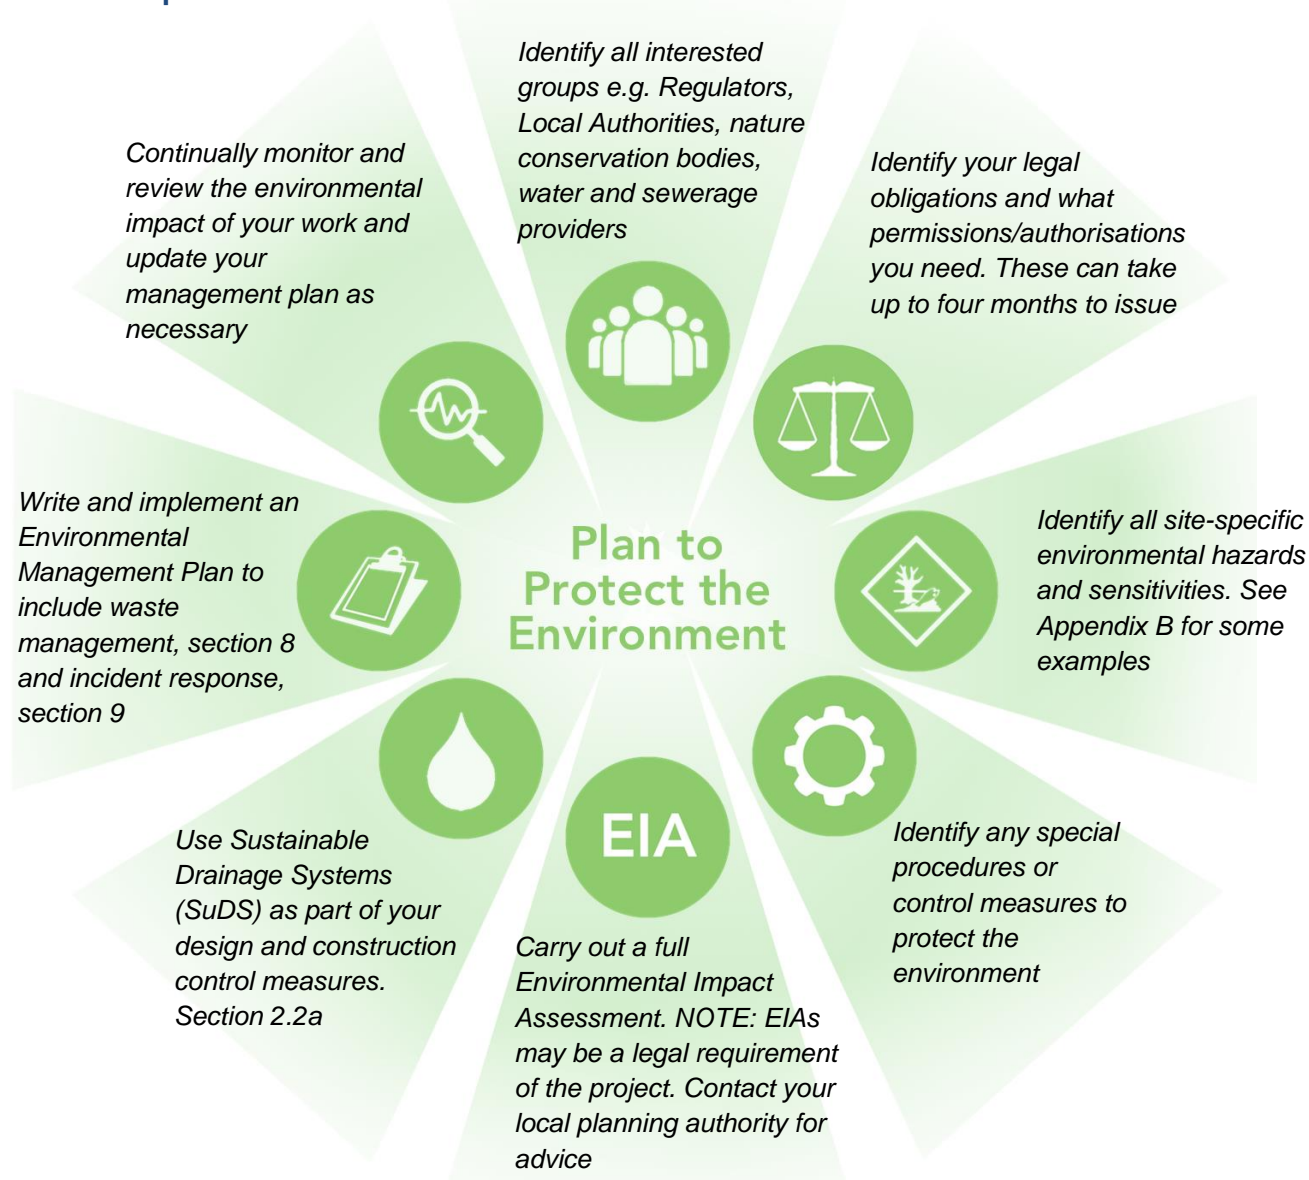 Identify all interested
groups e.g. Regulators,
Local Authorities, nature
conservation bodies,
water and sewerage
providers
Identify your legal
obligations and what
permissions/authorisations
you need. These can take
up to four months to issue
Identify all site-specific
environmental hazards
and sensitivities. See
Appendix B for some
examples
Identify any special
procedures or
control measures to
protect the
environment
EIA
Carry out a full
Environmental Impact
Assessment. NOTE: EIAs
may be a legal requirement
of the project. Contact your
local planning authority for
advice
Use Sustainable
Drainage Systems
(SuDS) as part of your
design and construction
control measures.
Section 2.2a
Write and implement an
Environmental
Management Plan to
include waste
management, section 8
and incident response,
section 9
Continually monitor and
review the environmental
impact of your work and
update your
management plan as
necessary
Plan to
Protect the
Environment